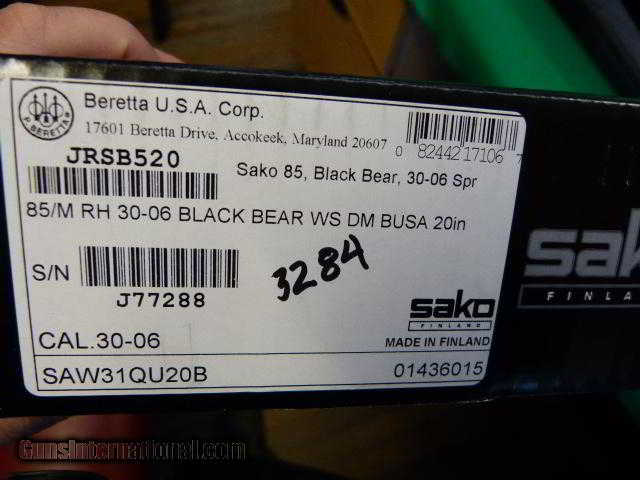 P. BERETTA
Beretta U.S.A. Corp.
17601 Beretta Drive, Accokeek, Maryland 20607
0 82442 17106 7
JRSB520
Sako 85, Black Bear, 30-06 Spr
85/M RH 30-06 BLACK BEAR WS DM BUSA 20in
S/N
J77288
3284
sako
FINLAND
CAL.30-06
MADE IN FINLAND
SAW31QU20B
01436015
sako
FINLAND
GunsInternational.com